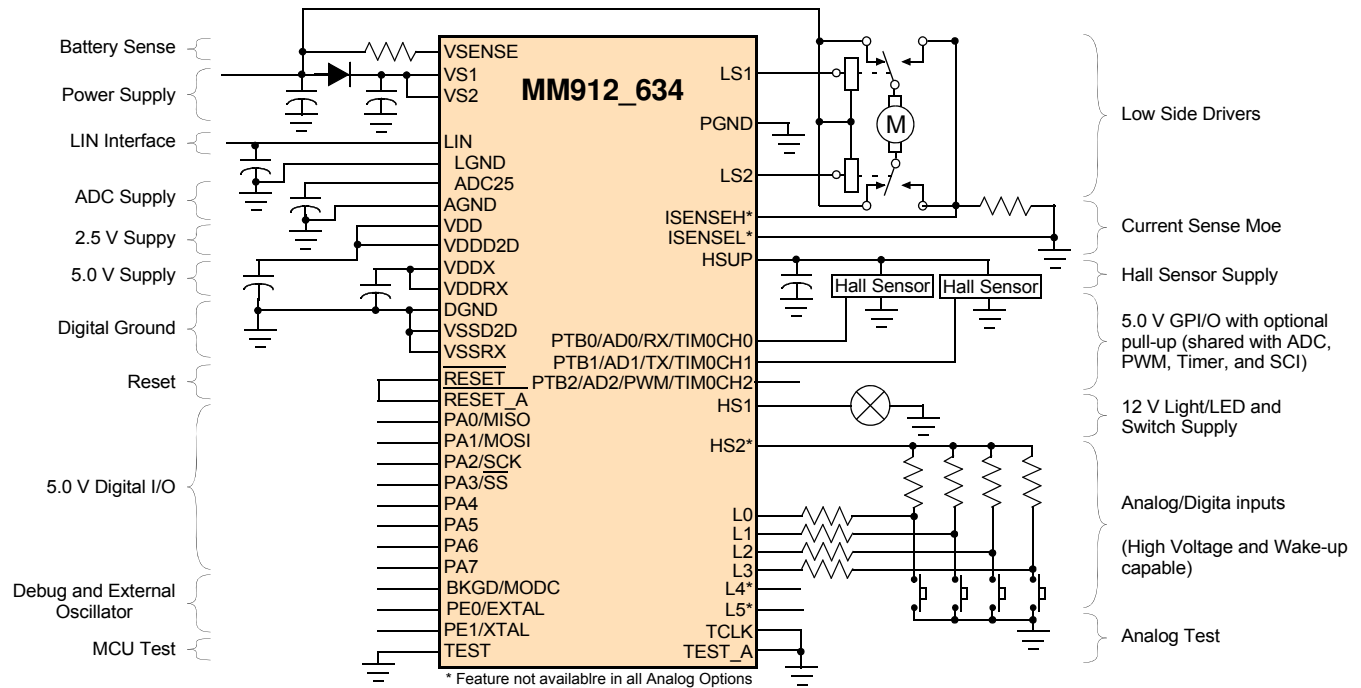 Battery Sense
Power Supply
LIN Interface
ADC Supply
2.5 V Suppy
5.0 V Supply
Digital Ground
Reset
5.0 V Digital I/O
Debug and External
Oscillator
MCU Test
MM912_634
VSENSE
VS1
VS2
LIN
LGND
ADC25
AGND
VDD
VDDD2D
VDDX
VDDRX
DGND
VSSD2D
VSSRX
RESET
RESET_A
PA0/MISO
PA1/MOSI
PA2/SCK
PA3/SS
PA4
PA5
PA6
PA7
BKGD/MODC
PE0/EXTAL
PE1/XTAL
TEST
LS1
PGND
LS2
ISENSEH*
ISENSEL*
HSUP
PTB0/AD0/RX/TIM0CH0
PTB1/AD1/TX/TIM0CH1
PTB2/AD2/PWM/TIM0CH2
HS1
HS2*
L0
L1
L2
L3
L4*
L5*
TCLK
TEST_A
* Feature not availablre in all Analog Options
M
Hall Sensor
Hall Sensor
Low Side Drivers
Current Sense Moe
Hall Sensor Supply
5.0 V GPI/O with optional
pull-up (shared with ADC,
PWM, Timer, and SCI)
12 V Light/LED and
Switch Supply
Analog/Digita inputs
(High Voltage and Wake-up
capable)
Analog Test